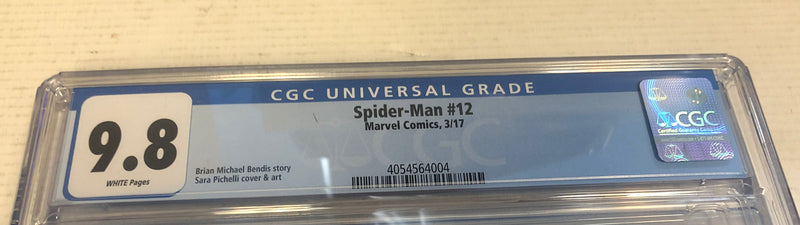 CGC UNIVERSAL GRADE
9.8
WHITE Pages
Spider-Man #12
Marvel Comics, 3/17
Brian Michael Bendis story
Sara Pichelli cover & art
4054564004
CGC
CGC